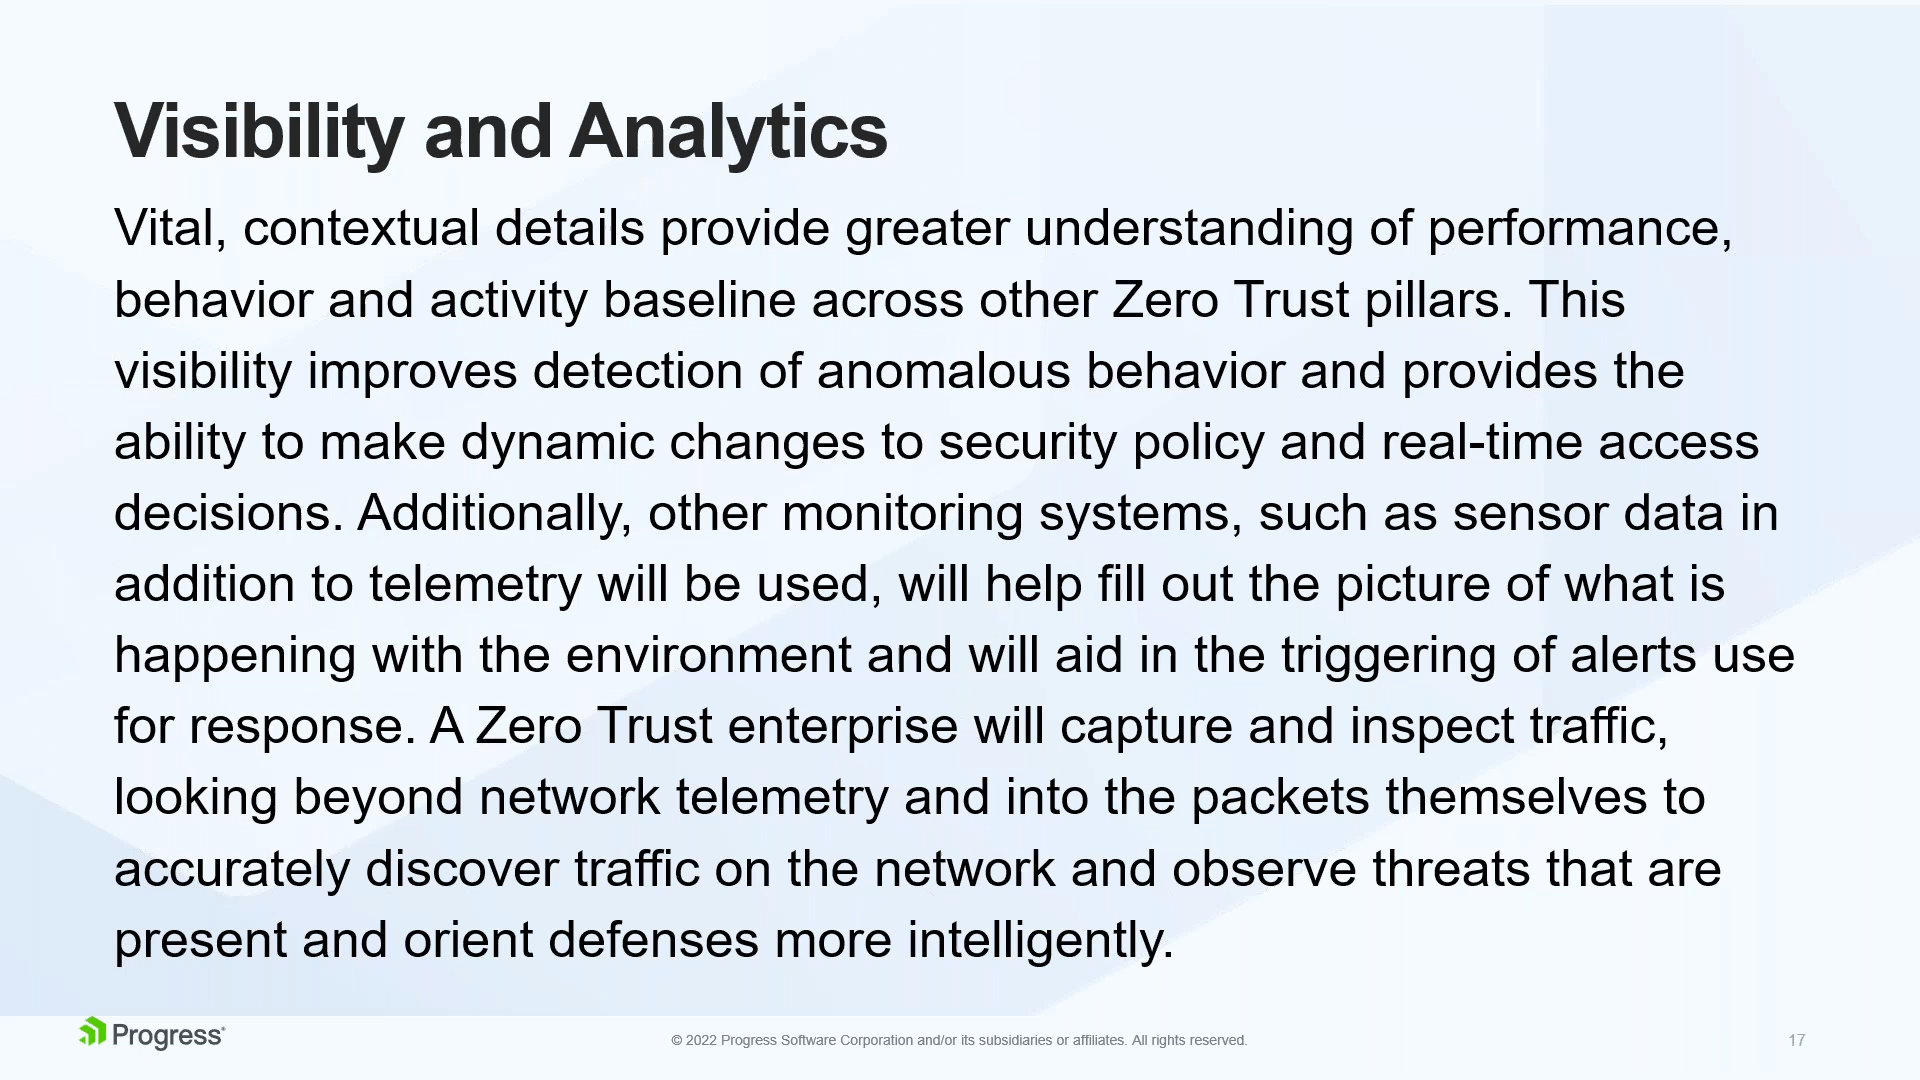 Visibility and Analytics
Vital, contextual details provide greater understanding of performance,
behavior and activity baseline across other Zero Trust pillars. This
visibility improves detection of anomalous behavior and provides the
ability to make dynamic changes to security policy and real-time access
decisions. Additionally, other monitoring systems, such as sensor data in
addition to telemetry will be used, will help fill out the picture of what is
happening with the environment and will aid in the triggering of alerts use
for response. A Zero Trust enterprise will capture and inspect traffic,
looking beyond network telemetry and into the packets themselves to
accurately discover traffic on the network and observe threats that are
present and orient defenses more intelligently.
Progress
© 2022 Progress Software Corporation and/or its subsidiaries or affiliates. All rights reserved.
17